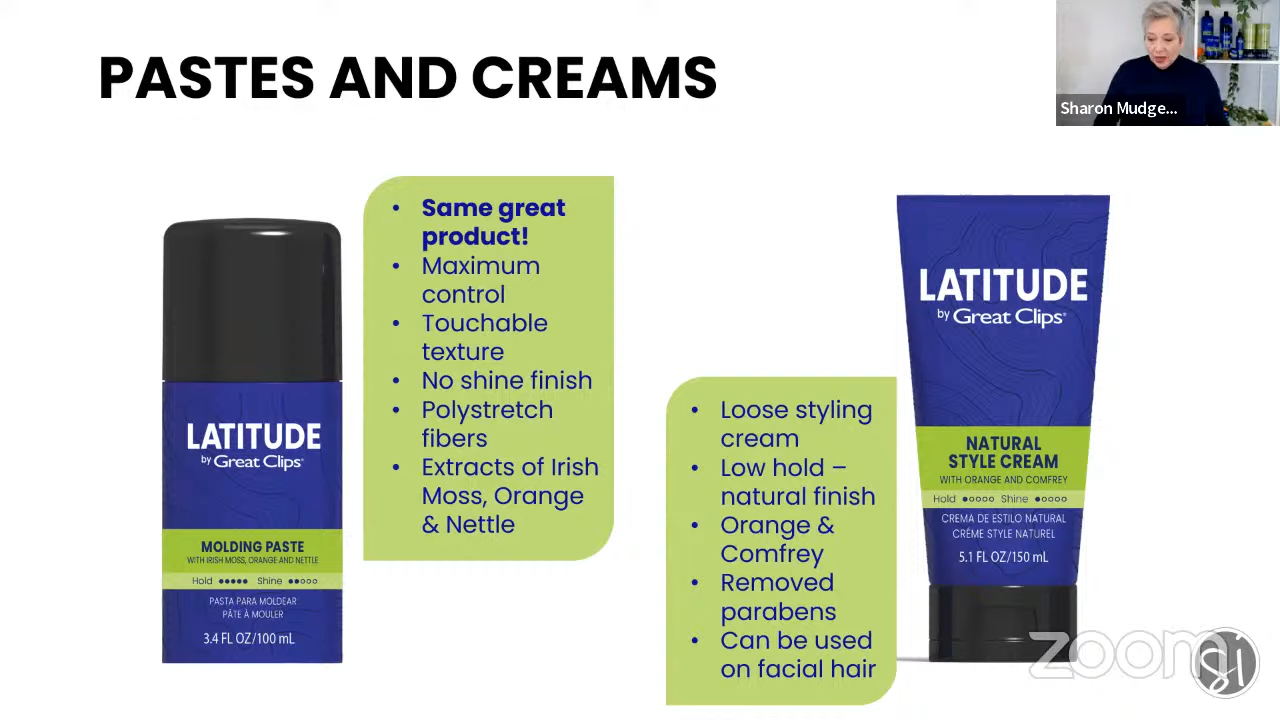 PASTES AND CREAMS
Sharon Mudge...
• Same great
product!
• Maximum
control
• Touchable
texture
• No shine finish
• Polystretch
fibers
• Extracts of Irish
Moss, Orange
& Nettle
LATITUDE
by Great Clips®
MOLDING PASTE
WITH IRISH MOSS, ORANGE AND NETTLE
Hold ●●●●● Shine ●●○○○
PASTA PARA MOLDEAR
PÂTE À MOULER
3.4 FL OZ/100 mL
• Loose styling
cream
• Low hold –
natural finish
• Orange &
Comfrey
• Removed
parabens
• Can be used
on facial hair
LATITUDE
by Great Clips®
NATURAL
STYLE CREAM
WITH ORANGE AND COMFREY
Hold ●○○○○ Shine ●○○○○
CREMA DE ESTILO NATURAL
CRÈME STYLE NATUREL
5.1 FL OZ/150 mL
zoom